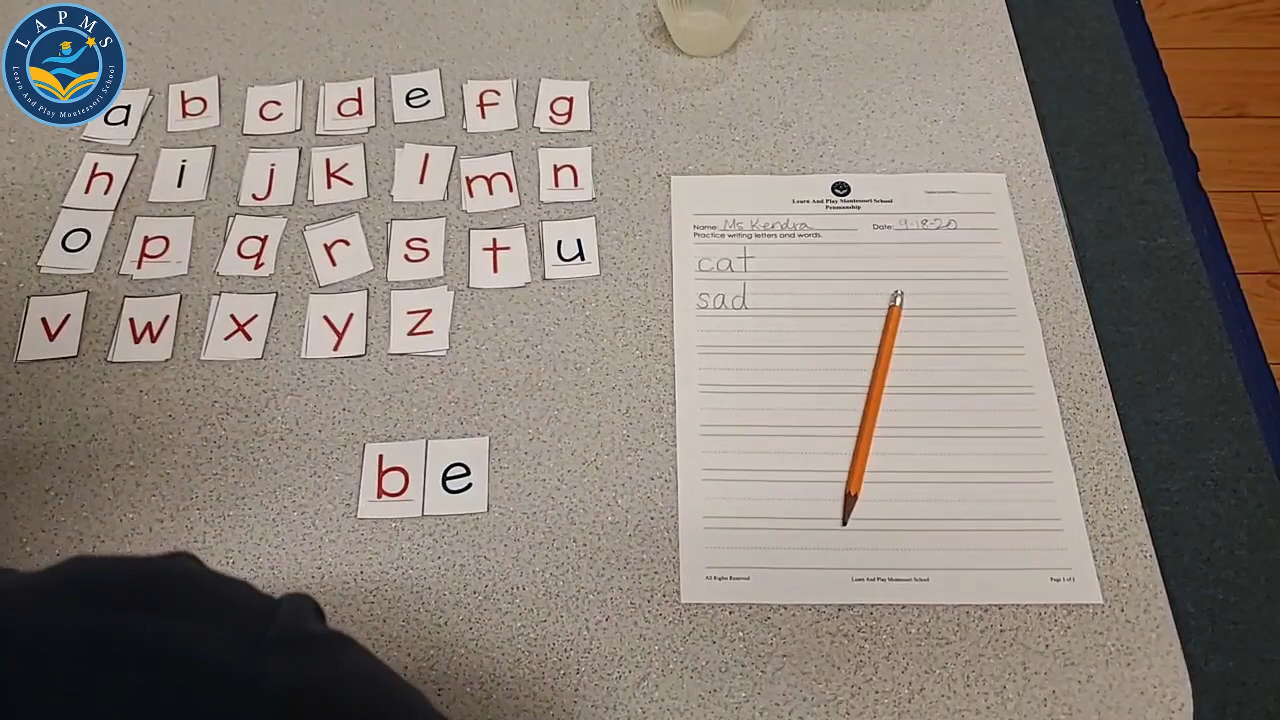 LAPMS
Learn And Play Montessori School
a b c d e f g
h i j k l m n
o p q r s t u
v w x y z
b e
Learn And Play Montessori School
Penmanship
Name: Ms Kendra Date: 9-18-20
Practice writing letters and words.
cat
sad
All Rights Reserved Learn And Play Montessori School Page 1 of 1